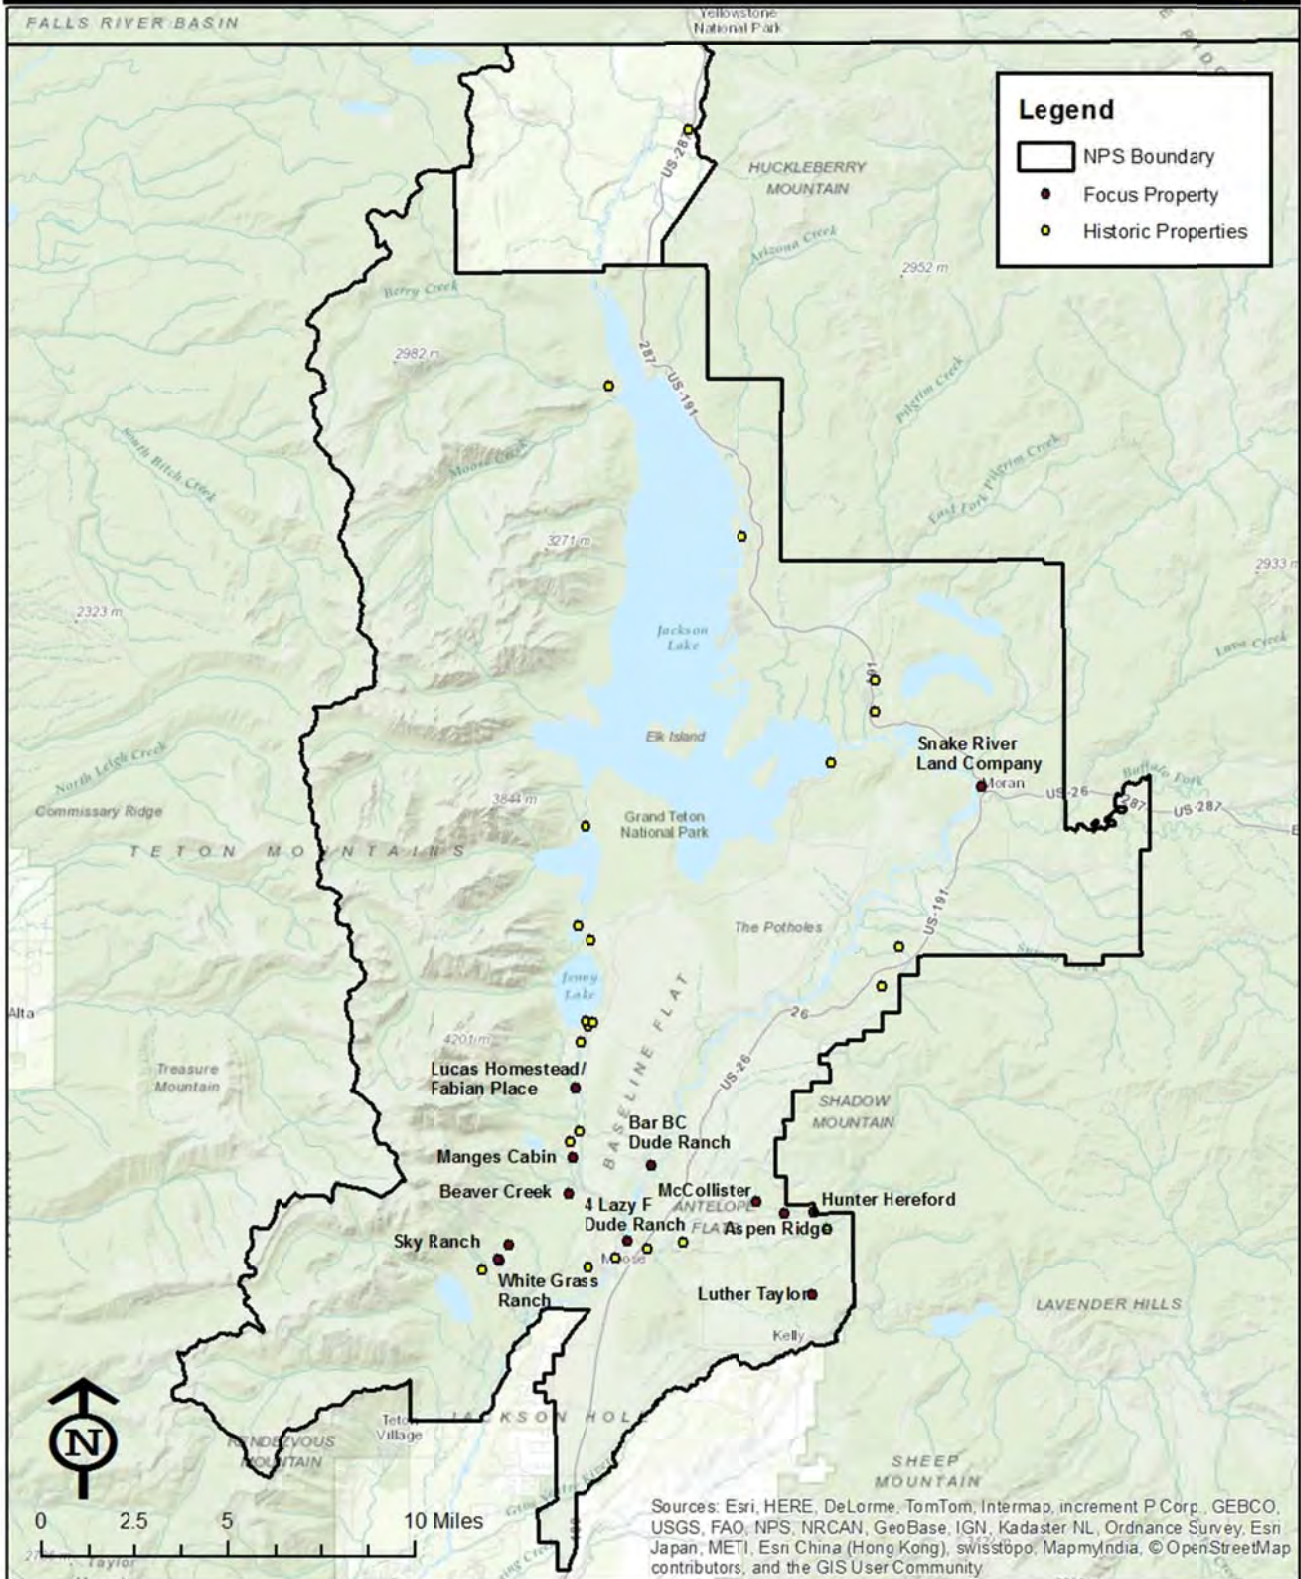 FALLS RIVER BASIN
Yellowstone
National Park
Legend
NPS Boundary
Focus Property
Historic Properties
US-287
HUCKLEBERRY
MOUNTAIN
Arizona Creek
2952 m
Berry Creek
2982 m
287
US-191
Pilgrim Creek
South Bitch Creek
Moose Creek
East Fork Pilgrim Creek
3271 m
2933 m
2323 m
Jackson
Lake
Lava Creek
191
Elk Island
Snake River
Land Company
Moran
North Leigh Creek
Buffalo Fork
US-26
287
US-287
Commissary Ridge
3844 m
Grand Teton
National Park
TETON MOUNTAINS
US-191
The Potholes
Jenny
Lake
Alta
26
BASELINE FLAT
4201 m
US-26
Treasure
Mountain
Lucas Homestead/
Fabian Place
SHADOW
MOUNTAIN
Bar BC
Dude Ranch
Manges Cabin
Beaver Creek
McCollister
Hunter Hereford
4 Lazy F
Dude Ranch
ANTELOPE
FLATS
Aspen Ridge
Sky Ranch
Moose
White Grass
Ranch
Luther Taylor
LAVENDER HILLS
Kelly
Teton
Village
JACKSON HOLE
RENDEZVOUS
MOUNTAIN
N
SHEEP
MOUNTAIN
0 2.5 5 10 Miles
Taylor
Sources: Esri, HERE, DeLorme, TomTom, Intermap, increment P Corp., GEBCO,
USGS, FAO, NPS, NRCAN, GeoBase, IGN, Kadaster NL, Ordnance Survey, Esri
Japan, METI, Esri China (Hong Kong), swisstopo, MapmyIndia, © OpenStreetMap
contributors, and the GIS User Community